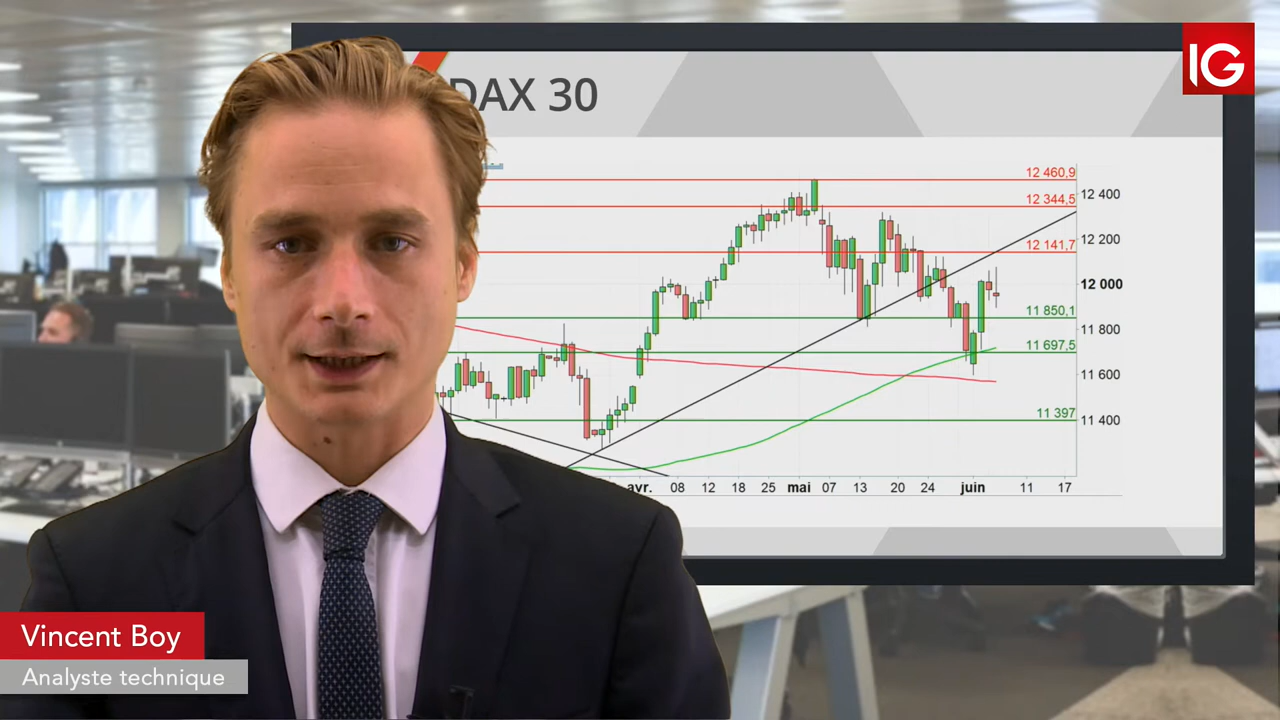 IG
DAX 30
12 460,9
12 400
12 344,5
12 200
12 141,7
12 000
11 850,1
11 800
11 697,5
11 600
11 397
11 400
avr. 08 12 18 25 mai 07 13 20 24 juin 11 17
Vincent Boy
Analyste technique